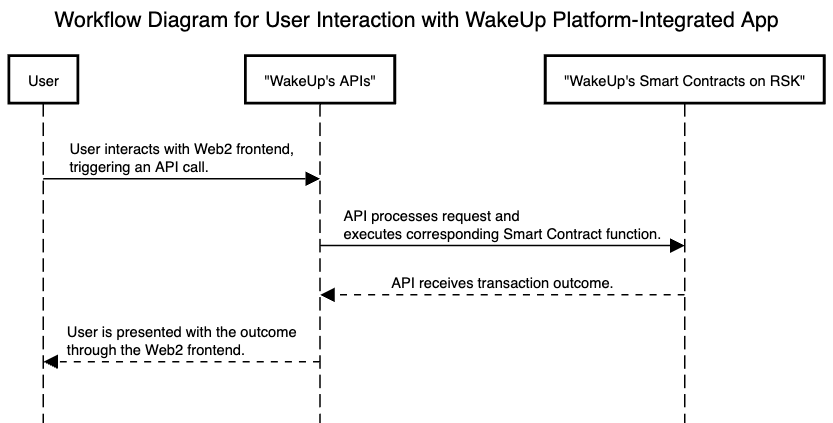 Workflow Diagram for User Interaction with WakeUp Platform-Integrated App
User
"WakeUp's APIs"
"WakeUp's Smart Contracts on RSK"
User interacts with Web2 frontend,
triggering an API call.
API processes request and
executes corresponding Smart Contract function.
API receives transaction outcome.
User is presented with the outcome
through the Web2 frontend.